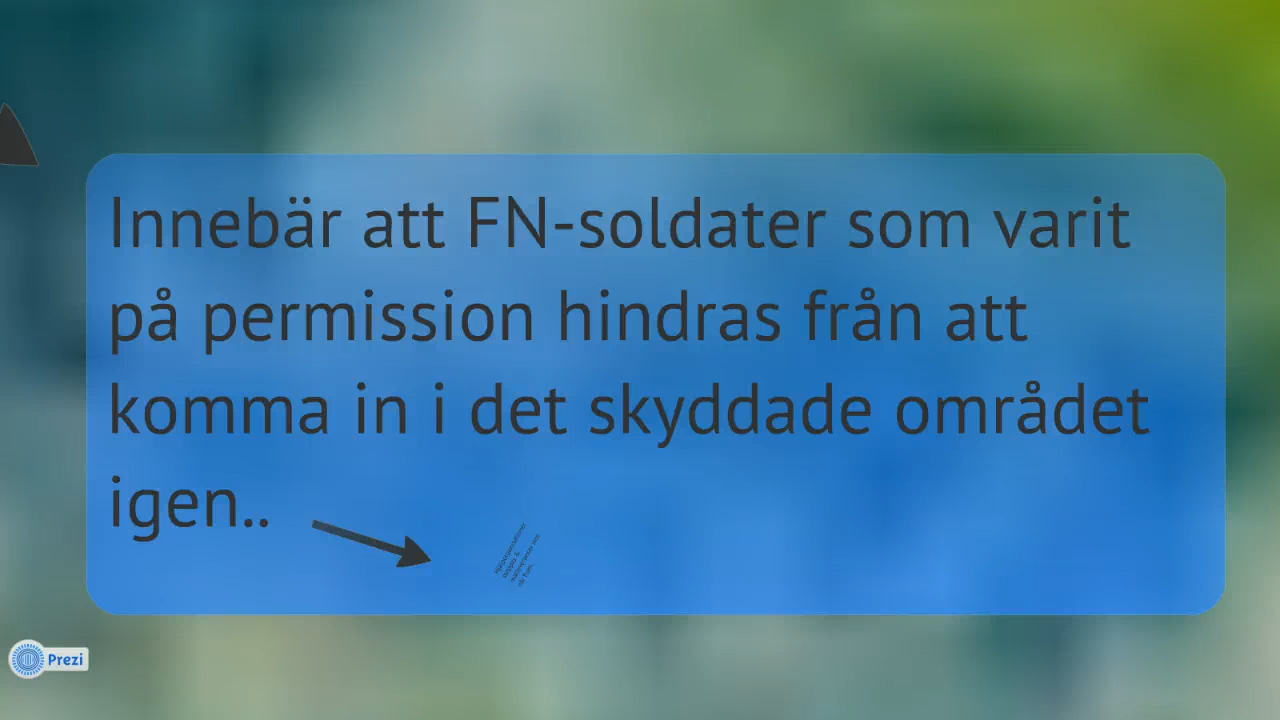 Innebär att FN-soldater som varit
på permission hindras från att
komma in i det skyddade området
igen..
Prezi